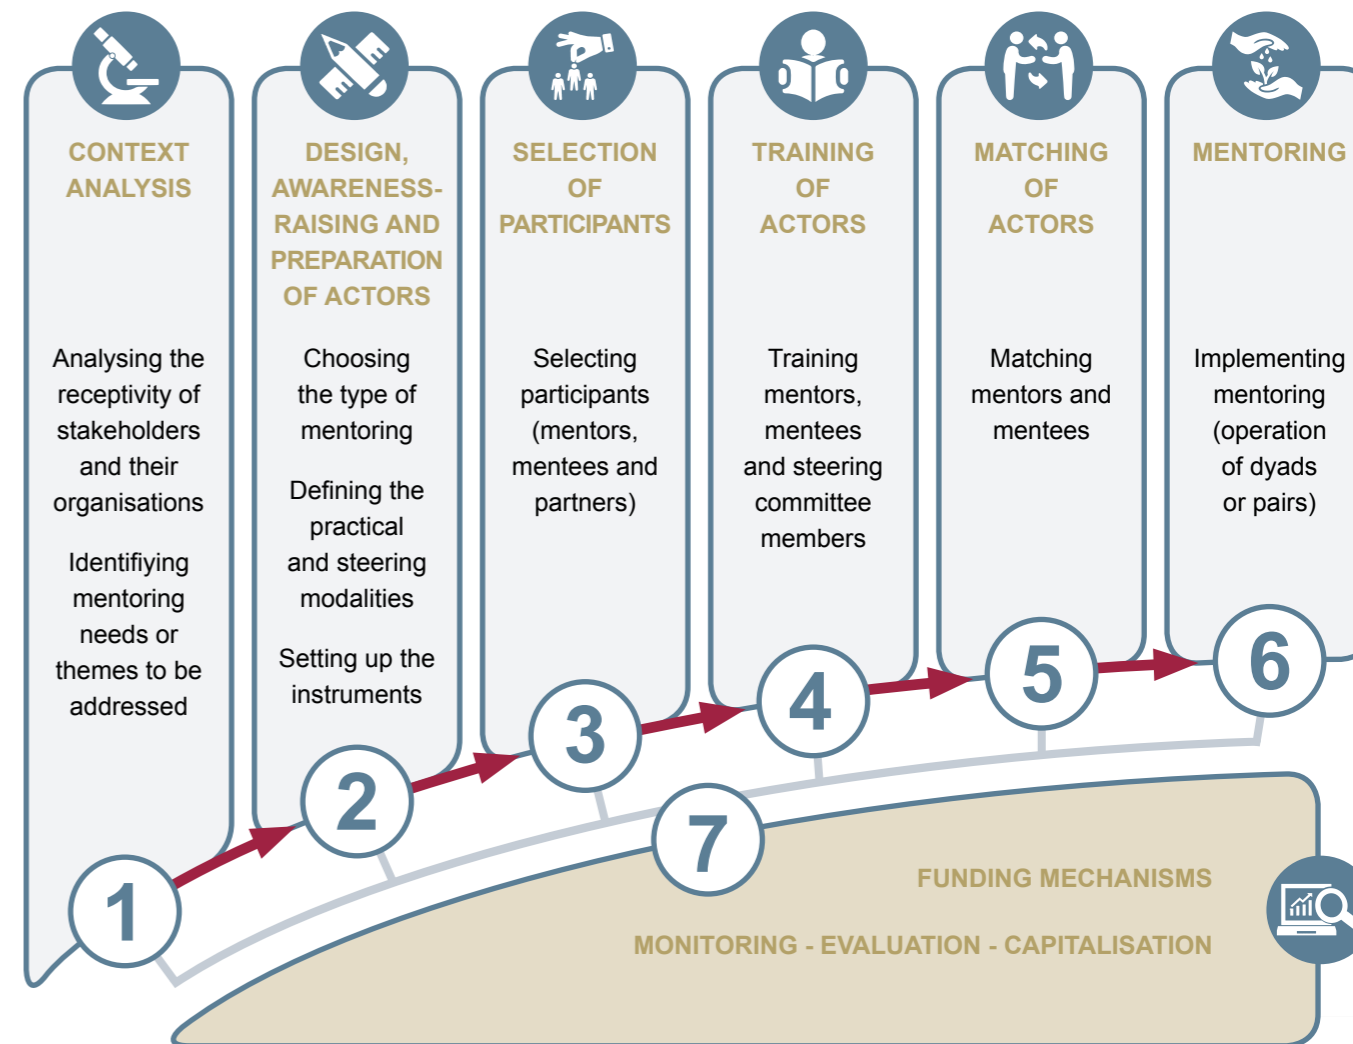 CONTEXT
ANALYSIS
Analysing the
receptivity of
stakeholders
and their
organisations
Identifiying
mentoring
needs or
themes to be
addressed
1
DESIGN,
AWARENESS-
RAISING AND
PREPARATION
OF ACTORS
Choosing
the type of
mentoring
Defining the
practical
and steering
modalities
Setting up the
instruments
2
SELECTION
OF
PARTICIPANTS
Selecting
participants
(mentors,
mentees and
partners)
3
TRAINING
OF
ACTORS
Training
mentors,
mentees
and steering
committee
members
4
MATCHING
OF
ACTORS
Matching
mentors and
mentees
5
MENTORING
Implementing
mentoring
(operation
of dyads
or pairs)
6
7
FUNDING MECHANISMS
MONITORING - EVALUATION - CAPITALISATION